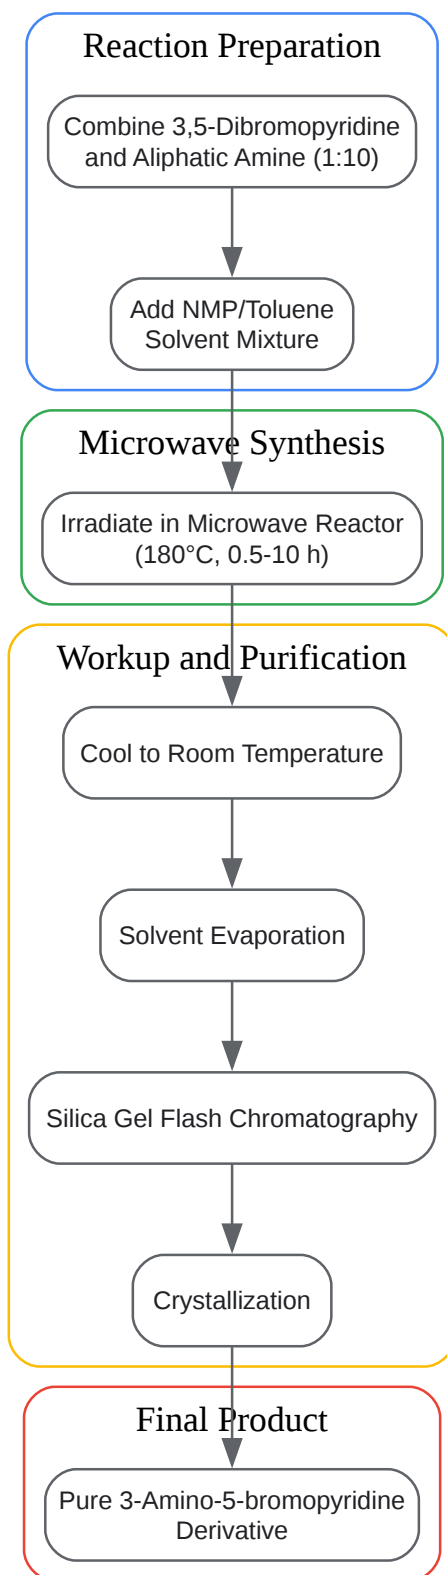 Reaction Preparation
Combine 3,5-Dibromopyridine
and Aliphatic Amine (1:10)
Add NMP/Toluene
Solvent Mixture
Microwave Synthesis
Irradiate in Microwave Reactor
(180°C, 0.5-10 h)
Workup and Purification
Cool to Room Temperature
Solvent Evaporation
Silica Gel Flash Chromatography
Crystallization
Final Product
Pure 3-Amino-5-bromopyridine
Derivative